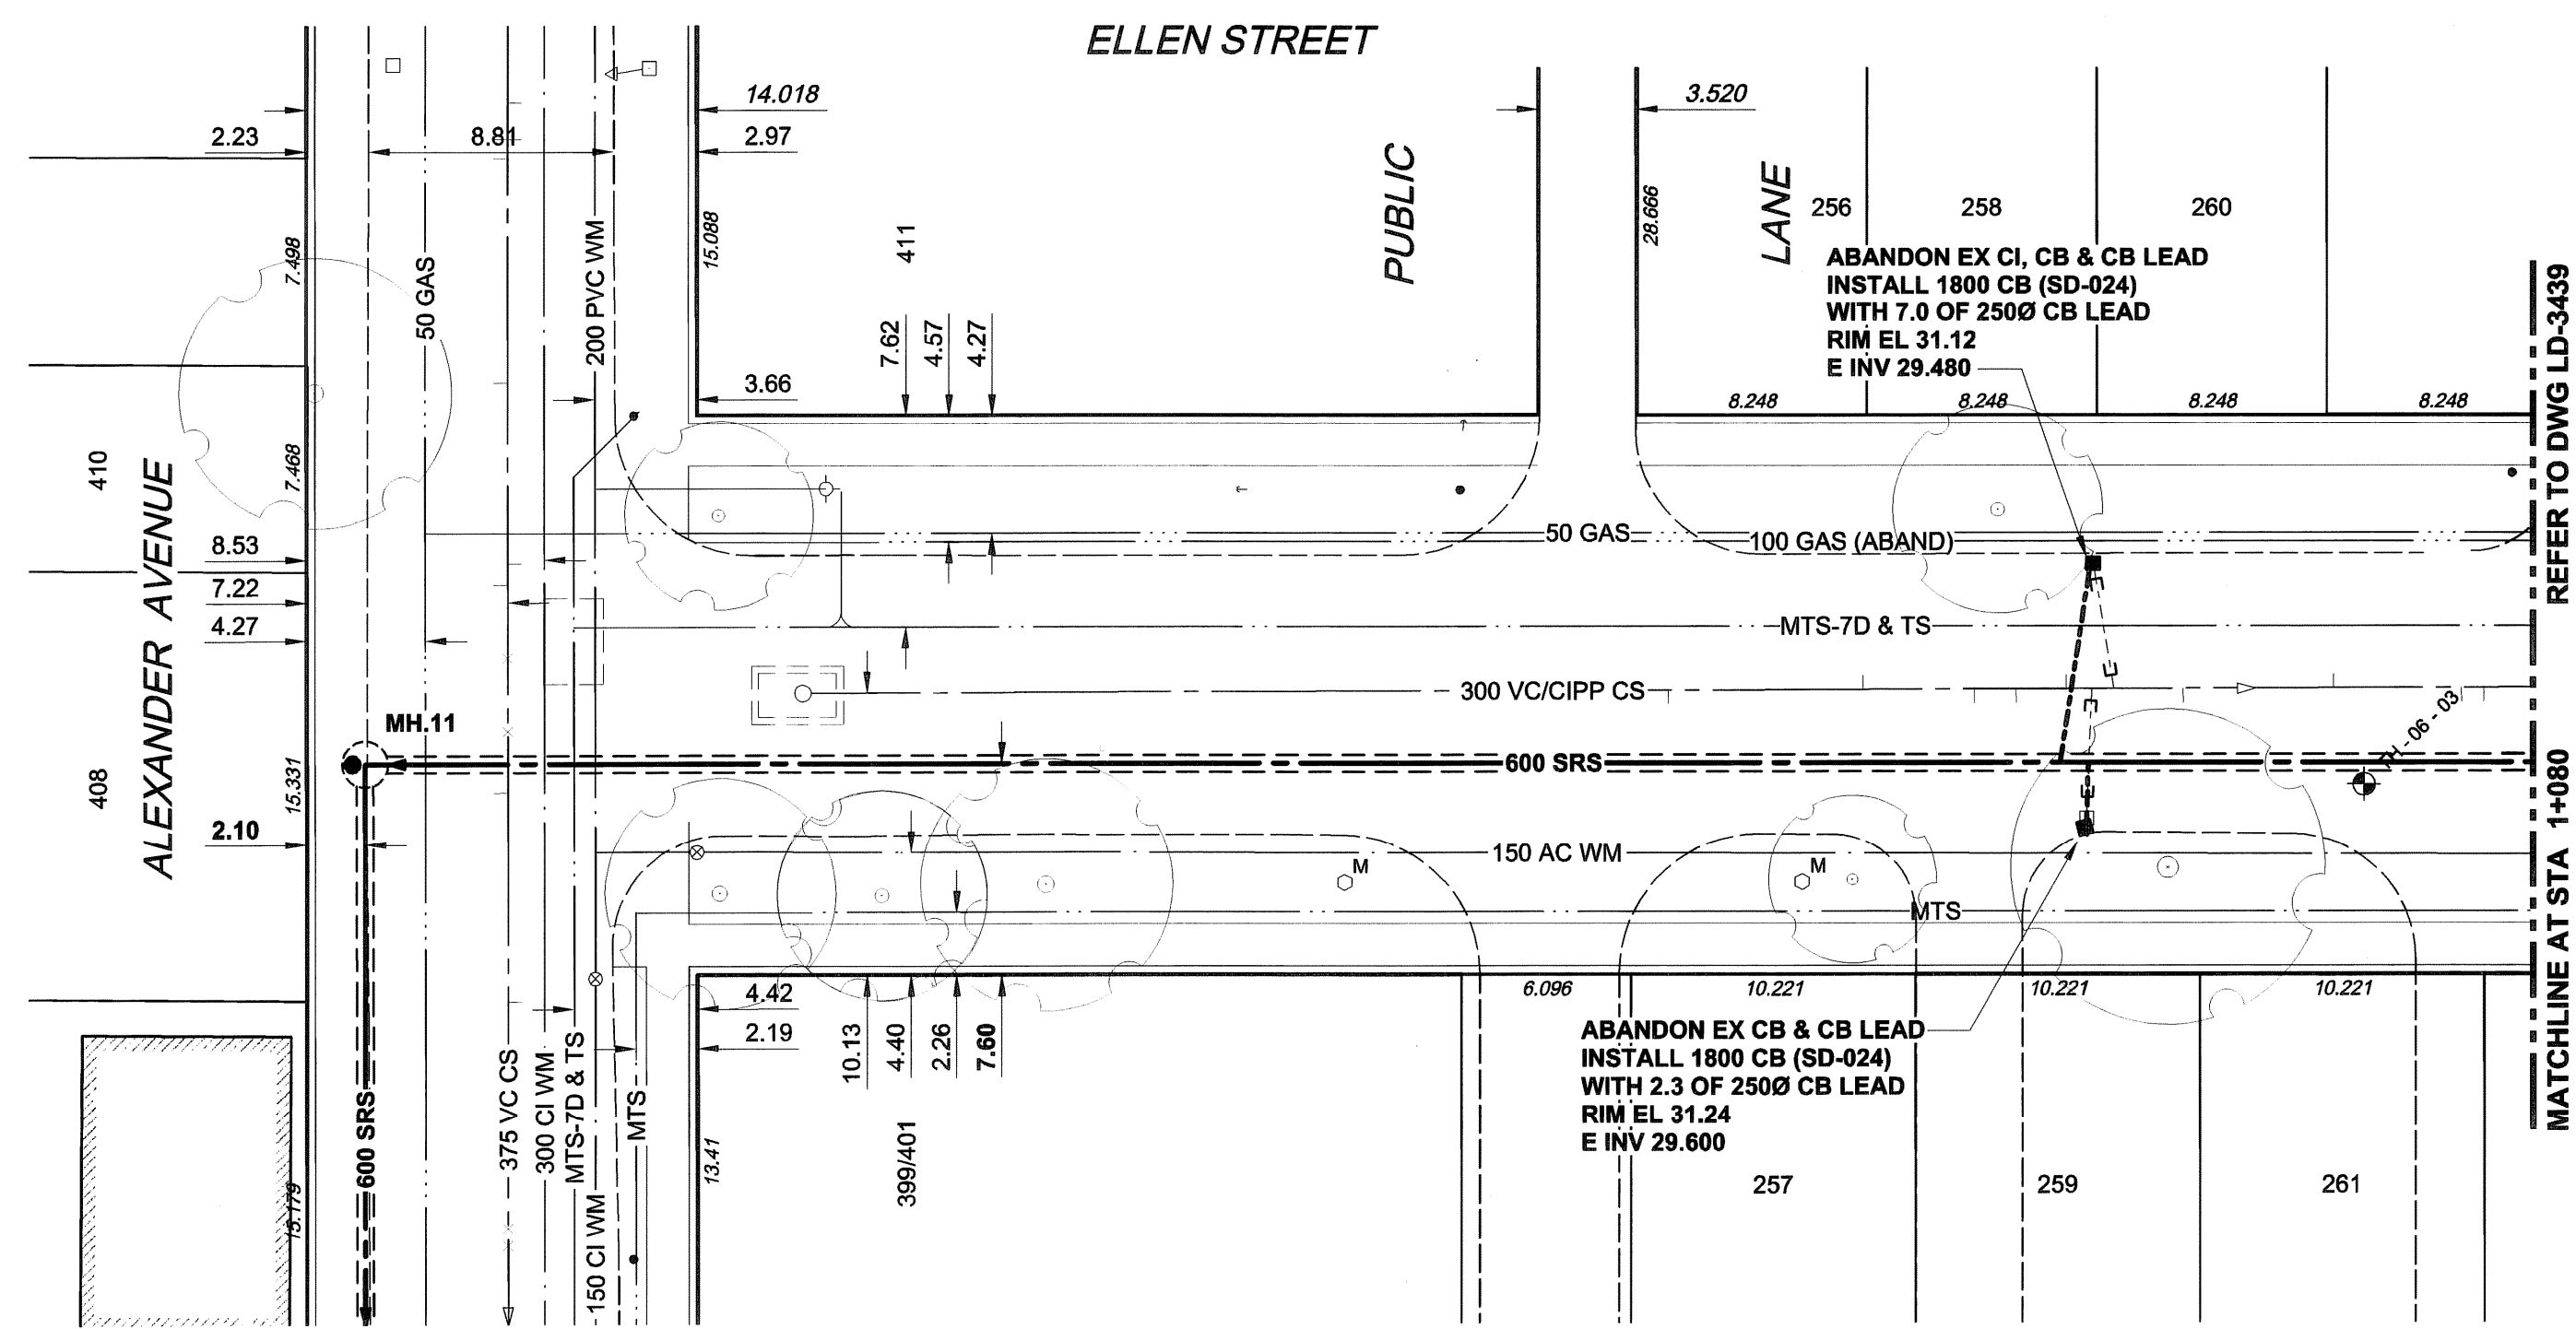 ELLEN STREET
14.018
3.520
2.23
8.81
2.97
PUBLIC
LANE
256
258
260
7.498
50 GAS
200 PVC WM
15.088
411
28.666
ABANDON EX CI, CB & CB LEAD
INSTALL 1800 CB (SD-024)
WITH 7.0 OF 250Ø CB LEAD
RIM EL 31.12
E INV 29.480
7.62
4.57
4.27
3.66
8.248
8.248
8.248
8.248
REFER TO DWG LD-3439
410
7.468
ALEXANDER AVENUE
8.53
7.22
4.27
50 GAS
100 GAS (ABAND)
MTS-7D & TS
300 VC/CIPP CS
TH - 06 - 03
MH.11
600 SRS
408
15.331
2.10
150 AC WM
M
M
MTS
MATCHLINE AT STA 1+080
4.42
2.19
10.13
4.40
2.26
7.60
6.096
10.221
10.221
10.221
ABANDON EX CB & CB LEAD
INSTALL 1800 CB (SD-024)
WITH 2.3 OF 250Ø CB LEAD
RIM EL 31.24
E INV 29.600
15.179
600 SRS
375 VC CS
300 CI WM
MTS-7D & TS
150 CI WM
MTS
13.41
399/401
257
259
261